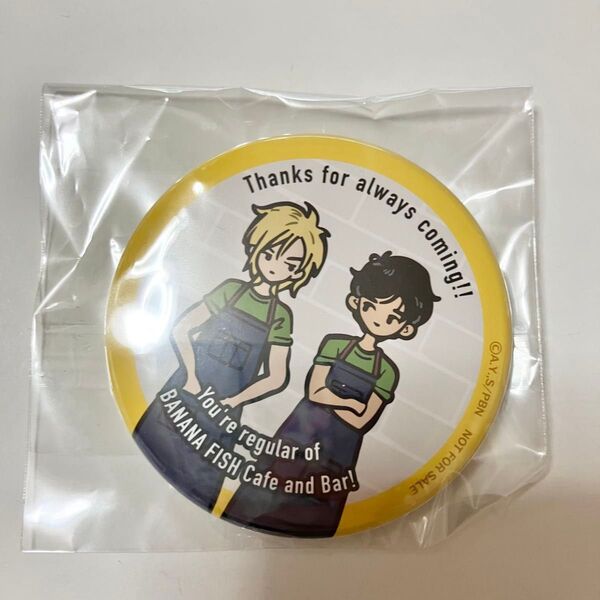 Thanks for always coming!!
You're regular of
BANANA FISH Cafe and Bar!
©A.Y.,S/PBN NOT FOR SALE